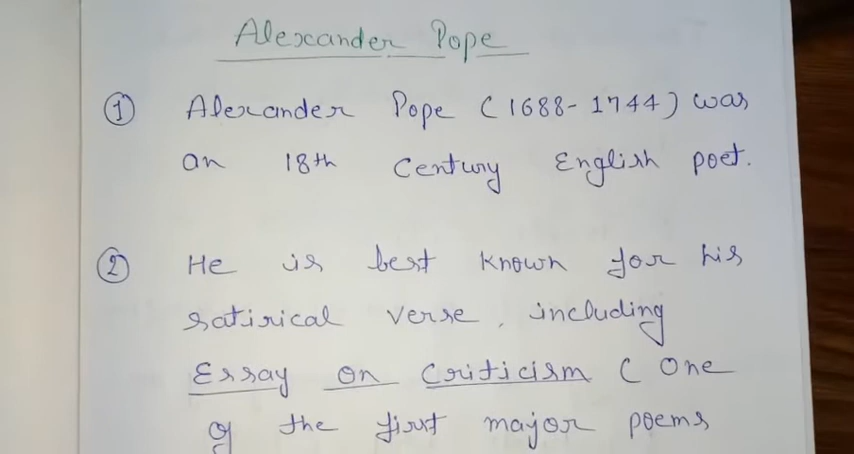 Alexander Pope
① Alexander Pope (1688-1744) was
an 18th Century English poet.
② He is best known for his
satirical verse, including
Essay on Criticism ( One
of the first major poems